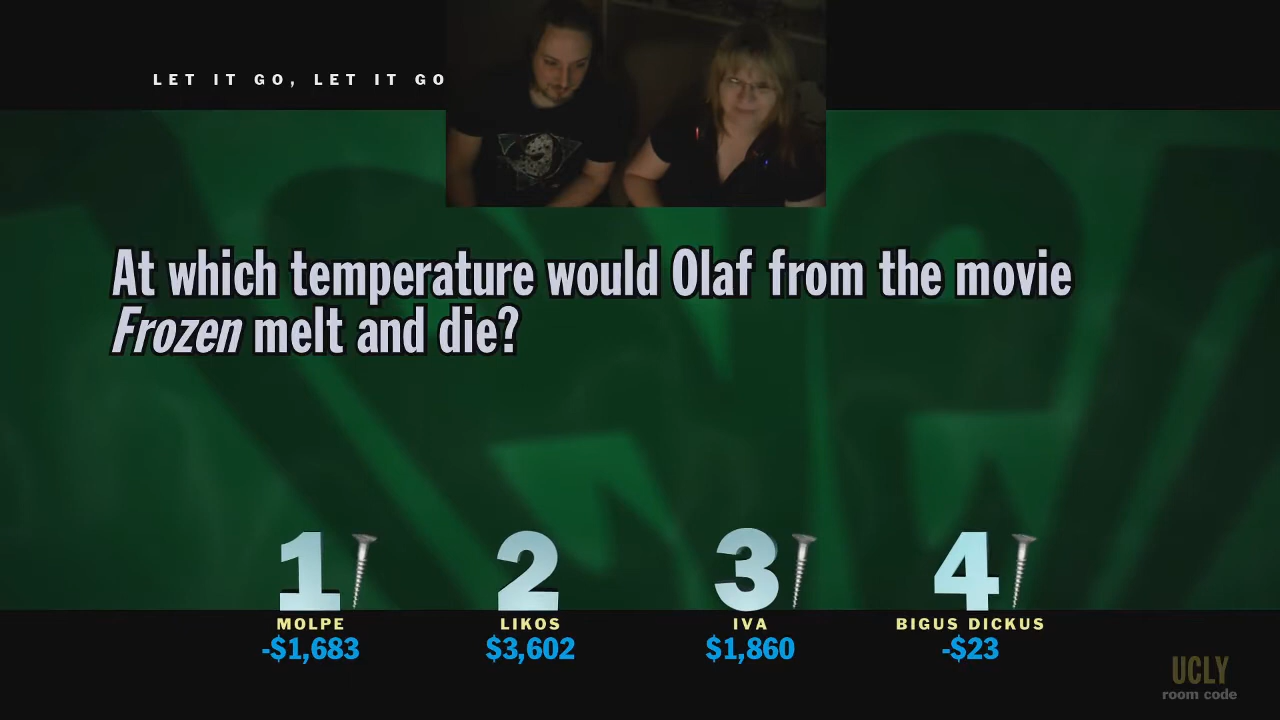 LET IT GO, LET IT GO
At which temperature would Olaf from the movie
Frozen melt and die?
1 2 3 4
MOLPE LIKOS IVA BIGUS DICKUS
-$1,683 $3,602 $1,860 -$23
UCLY
room code